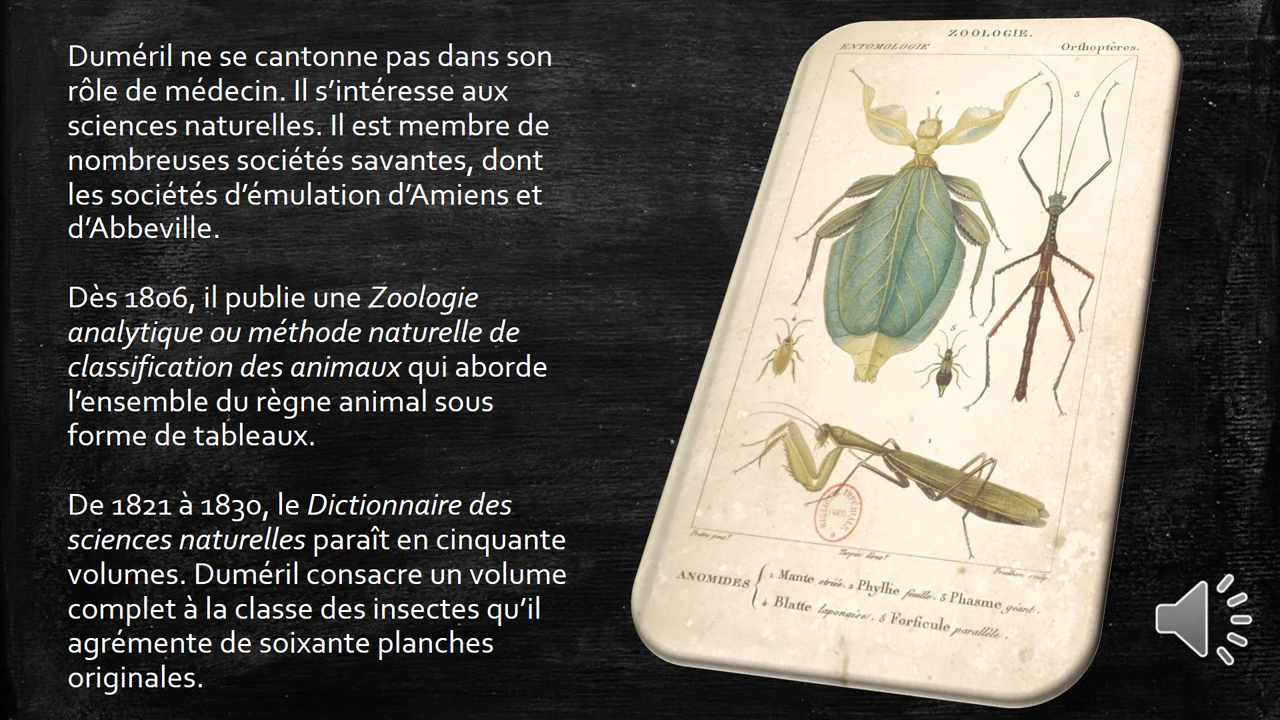 Duméril ne se cantonne pas dans son
rôle de médecin. Il s’intéresse aux
sciences naturelles. Il est membre de
nombreuses sociétés savantes, dont
les sociétés d’émulation d’Amiens et
d’Abbeville.
Dès 1806, il publie une Zoologie
analytique ou méthode naturelle de
classification des animaux qui aborde
l’ensemble du règne animal sous
forme de tableaux.
De 1821 à 1830, le Dictionnaire des
sciences naturelles paraît en cinquante
volumes. Duméril consacre un volume
complet à la classe des insectes qu’il
agrémente de soixante planches
originales.
ZOOLOGIE.
ENTOMOLOGIE Orthoptères.
ANOMIDES
1 Mante striée. 2 Phyllie feuille. 3 Phasme géant.
4 Blatte laponaise. 5 Forficule parallèle.